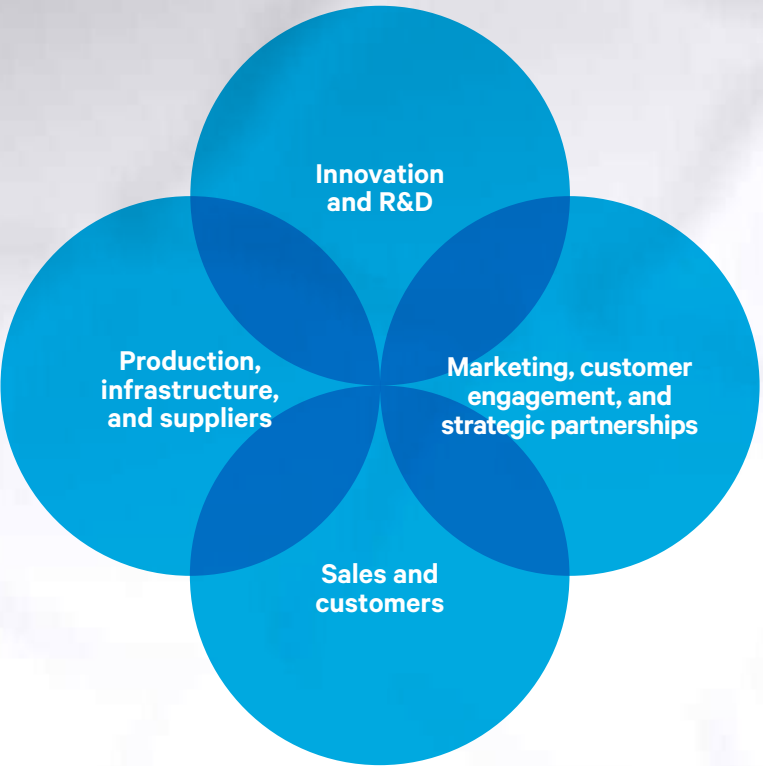 Innovation
and R&D
Production,
infrastructure,
and suppliers
Marketing, customer
engagement, and
strategic partnerships
Sales and
customers